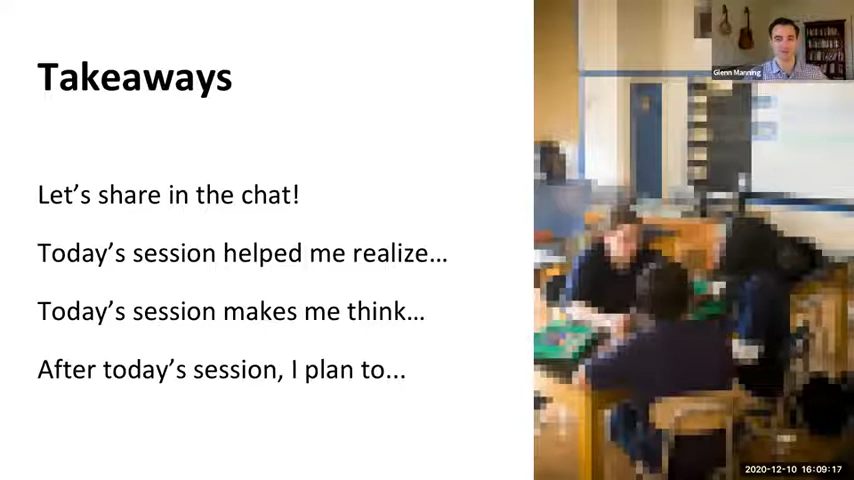 Takeaways
Let’s share in the chat!
Today’s session helped me realize...
Today’s session makes me think...
After today’s session, I plan to...
Glenn Manning
2020-12-10 16:09:17